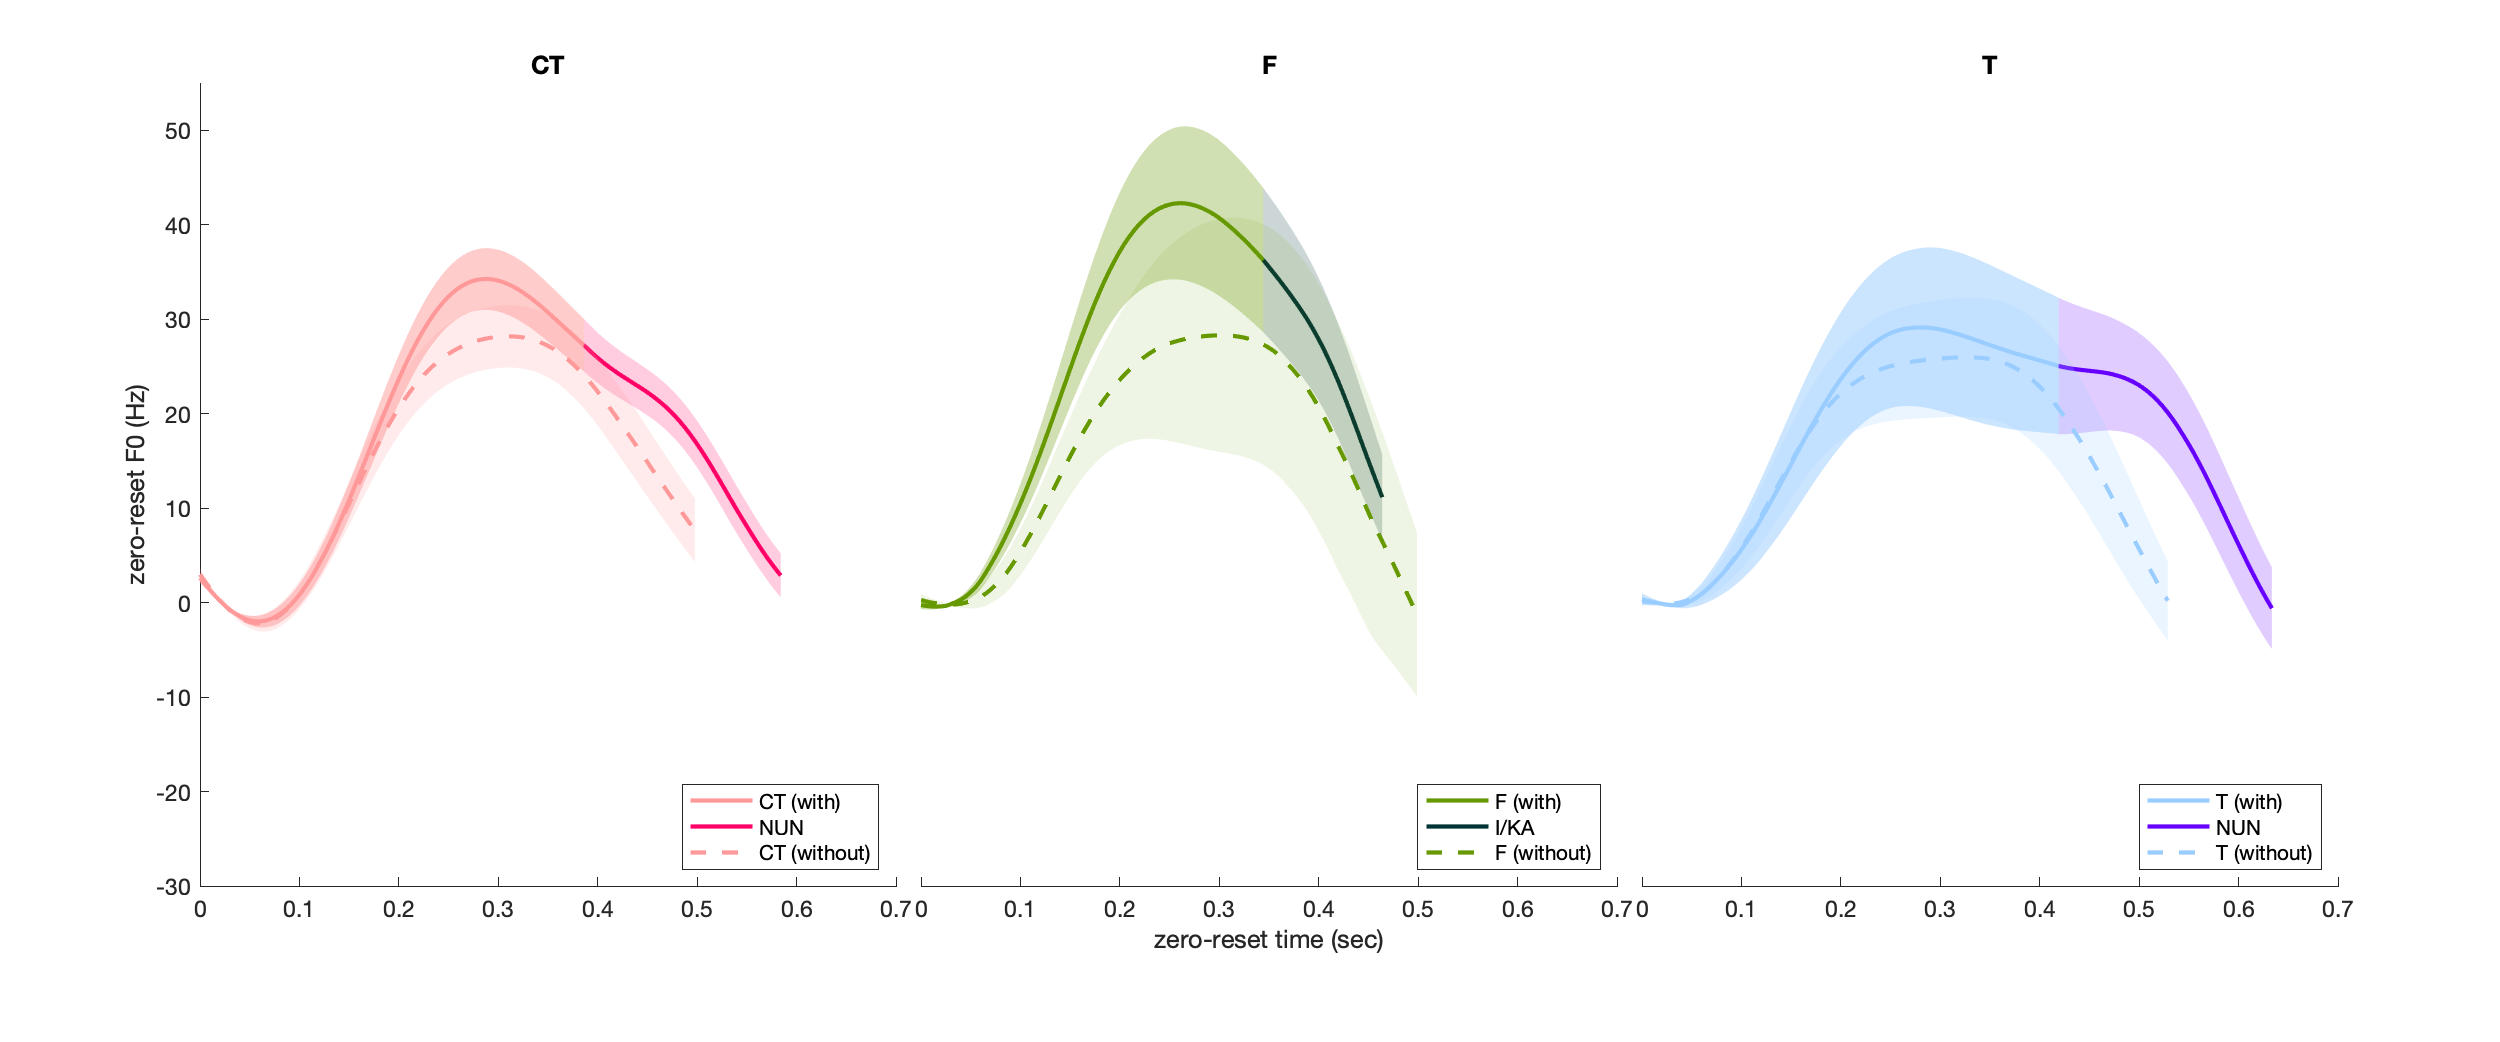 CT
F
T
50
40
30
20
10
0
-10
-20
-30
zero-reset F0 (Hz)
CT (with)
NUN
CT (without)
F (with)
I/KA
F (without)
T (with)
NUN
T (without)
0 0.1 0.2 0.3 0.4 0.5 0.6 0.7
0 0.1 0.2 0.3 0.4 0.5 0.6 0.7
0 0.1 0.2 0.3 0.4 0.5 0.6 0.7
zero-reset time (sec)